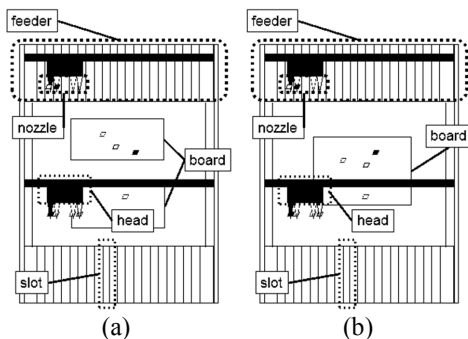 feeder
nozzle
board
head
slot
(a)
feeder
nozzle
board
head
slot
(b)